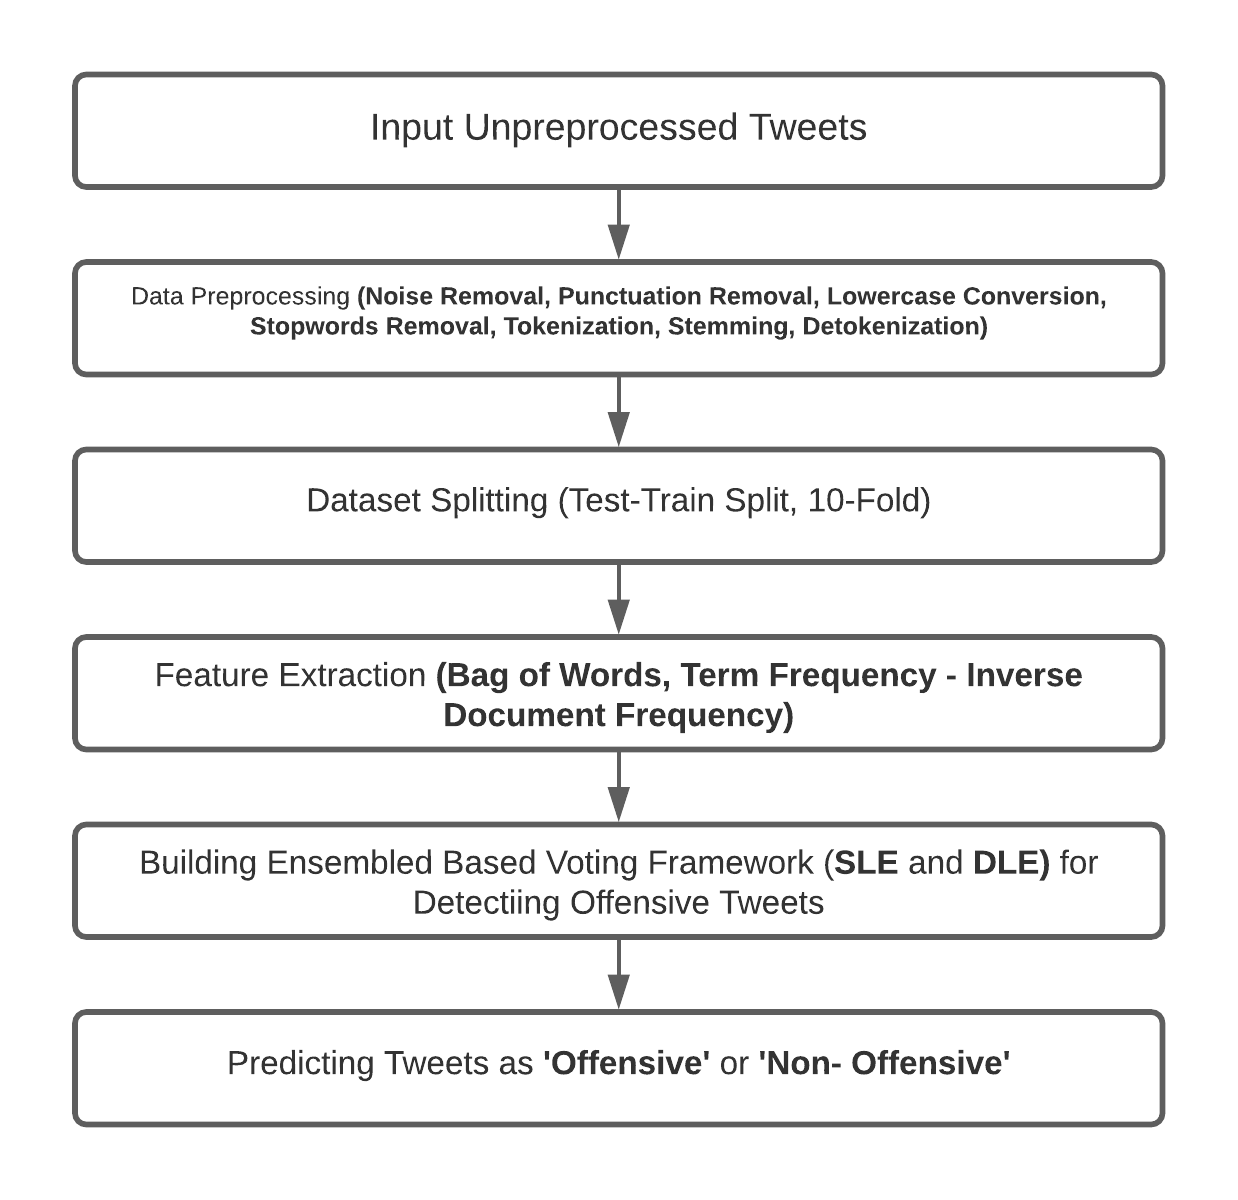 Input Unpreprocessed Tweets
Data Preprocessing (Noise Removal, Punctuation Removal, Lowercase Conversion,
Stopwords Removal, Tokenization, Stemming, Detokenization)
Dataset Splitting (Test-Train Split, 10-Fold)
Feature Extraction (Bag of Words, Term Frequency - Inverse
Document Frequency)
Building Ensembled Based Voting Framework (SLE and DLE) for
Detectiing Offensive Tweets
Predicting Tweets as 'Offensive' or 'Non- Offensive'